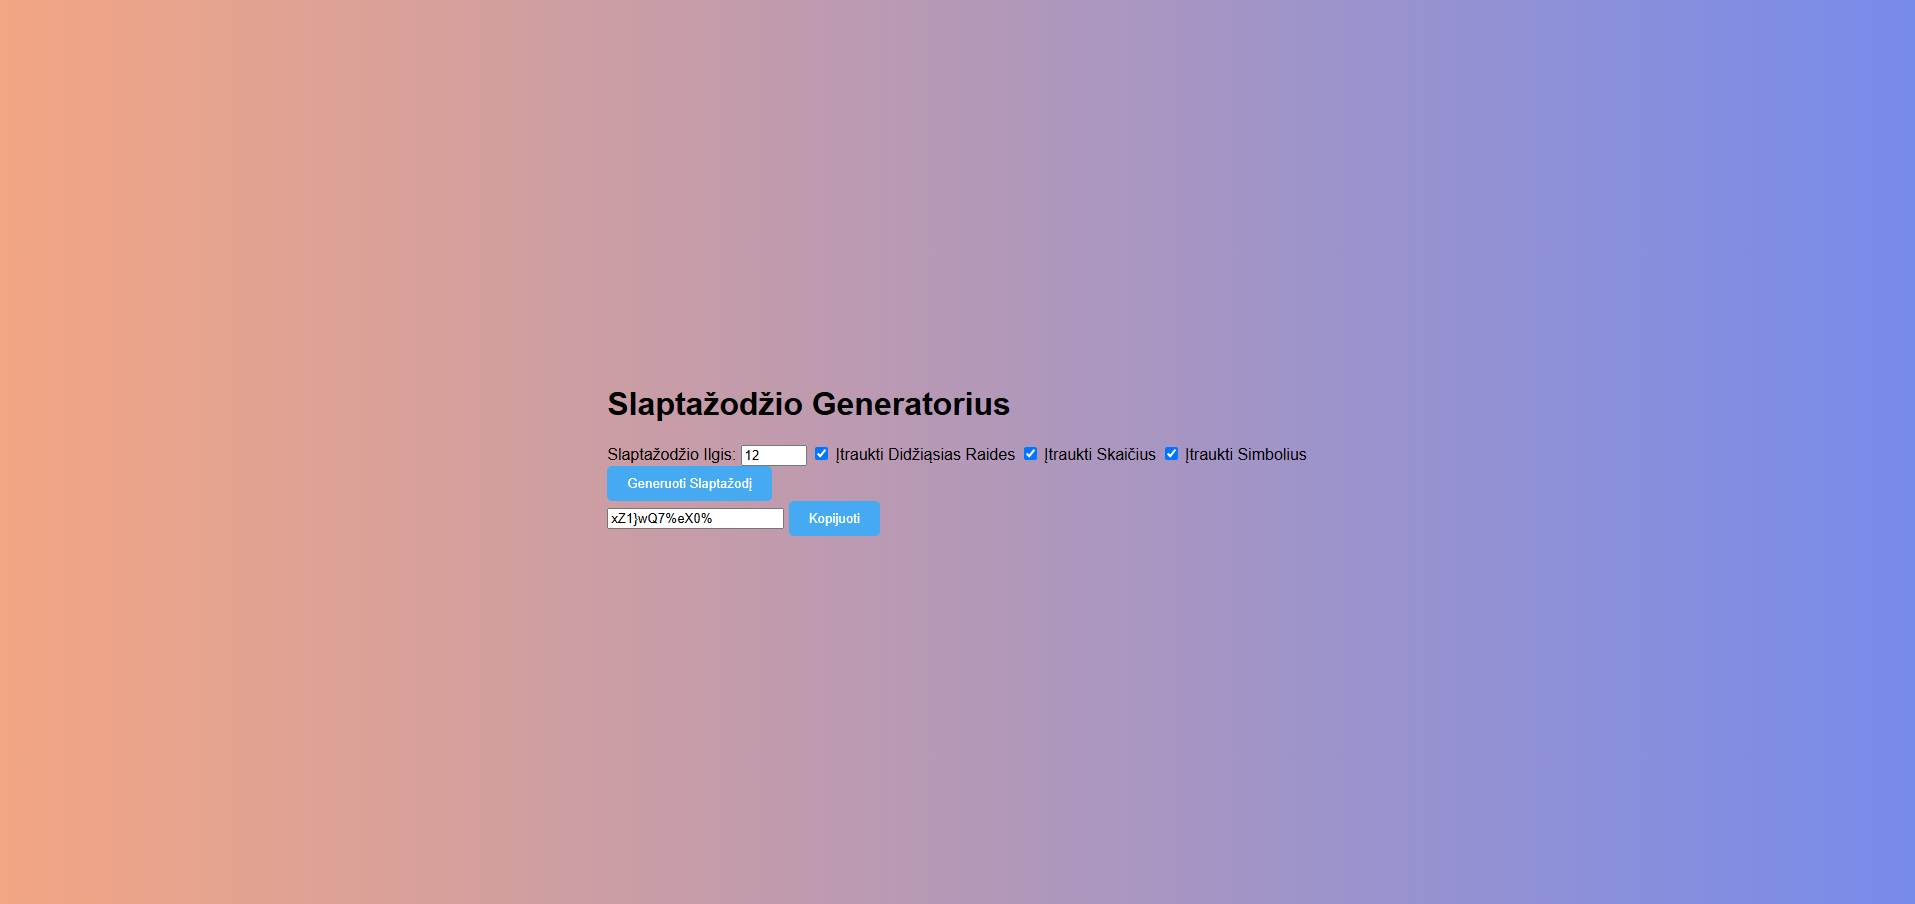 Slaptažodžio Generatorius
Slaptažodžio Ilgis: 12 Įtraukti Didžiąsias Raides Įtraukti Skaičius Įtraukti Simbolius
Generuoti Slaptažodį
xZ1}wQ7%eX0% Kopijuoti